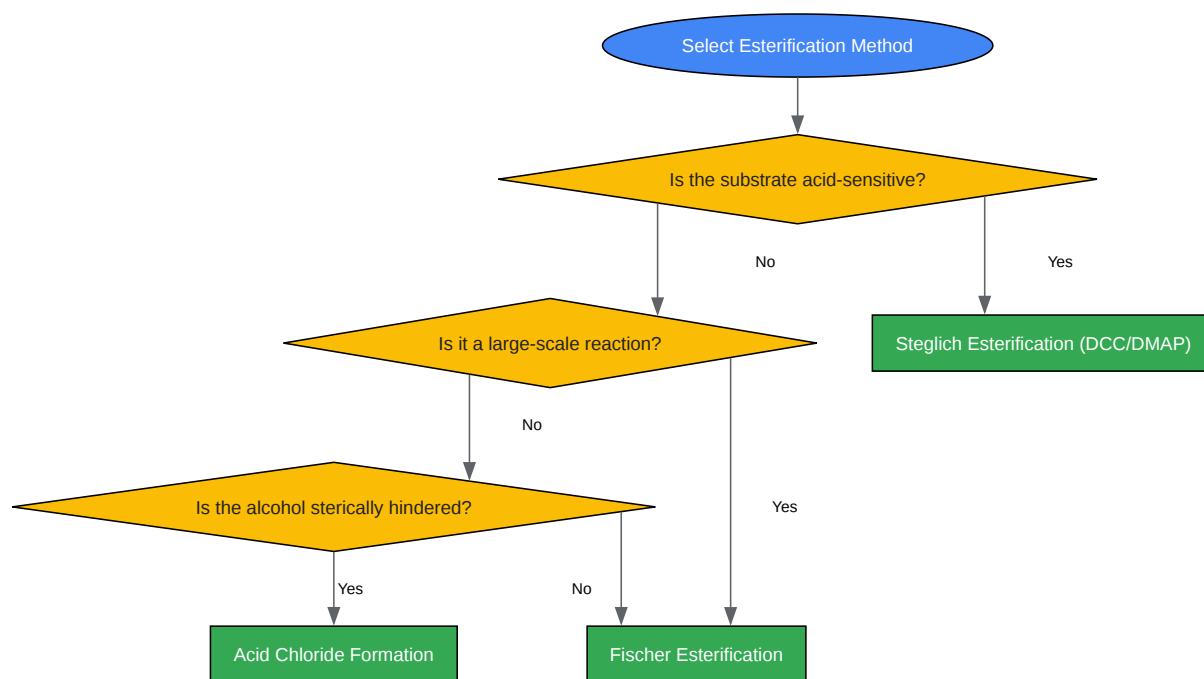 Select Esterification Method
Is the substrate acid-sensitive?
No
Yes
Is it a large-scale reaction?
Steglich Esterification (DCC/DMAP)
No
Is the alcohol sterically hindered?
Yes
Yes
No
Acid Chloride Formation
Fischer Esterification